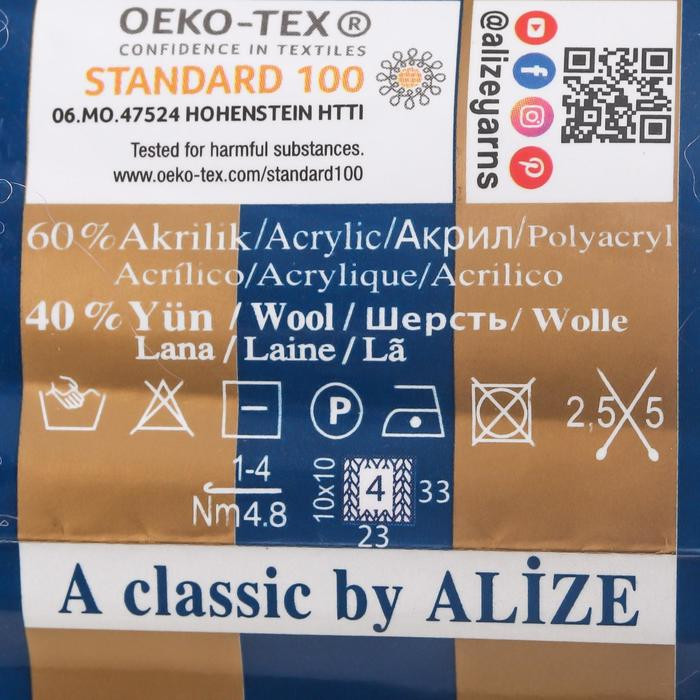 OEKO-TEX®
CONFIDENCE IN TEXTILES
STANDARD 100
06.MO.47524 HOHENSTEIN HTTI
Tested for harmful substances.
www.oeko-tex.com/standard100
@alizeyarns
60%Akrilik/Acrylic/Акрил/Polyacryl
Acrílico/Acrylique/Acrilico
40%Yün / Wool / Шерсть/ Wolle
Lana / Laine / Lã
P
2,5 5
1-4
Nm4.8
10x10
4
33
23
A classic by ALİZE